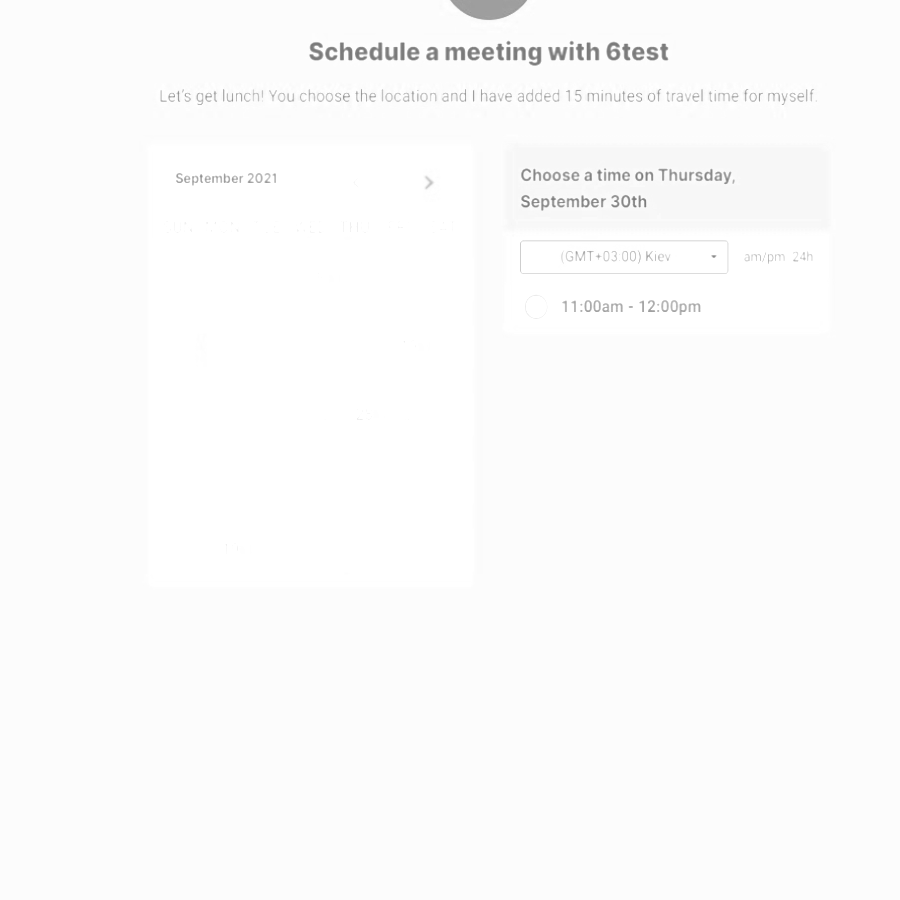 Schedule a meeting with 6test
Let's get lunch! You choose the location and I have added 15 minutes of travel time for myself.
September 2021
Choose a time on Thursday,
September 30th
(GMT+03:00) Kiev
am/pm 24h
11:00am - 12:00pm